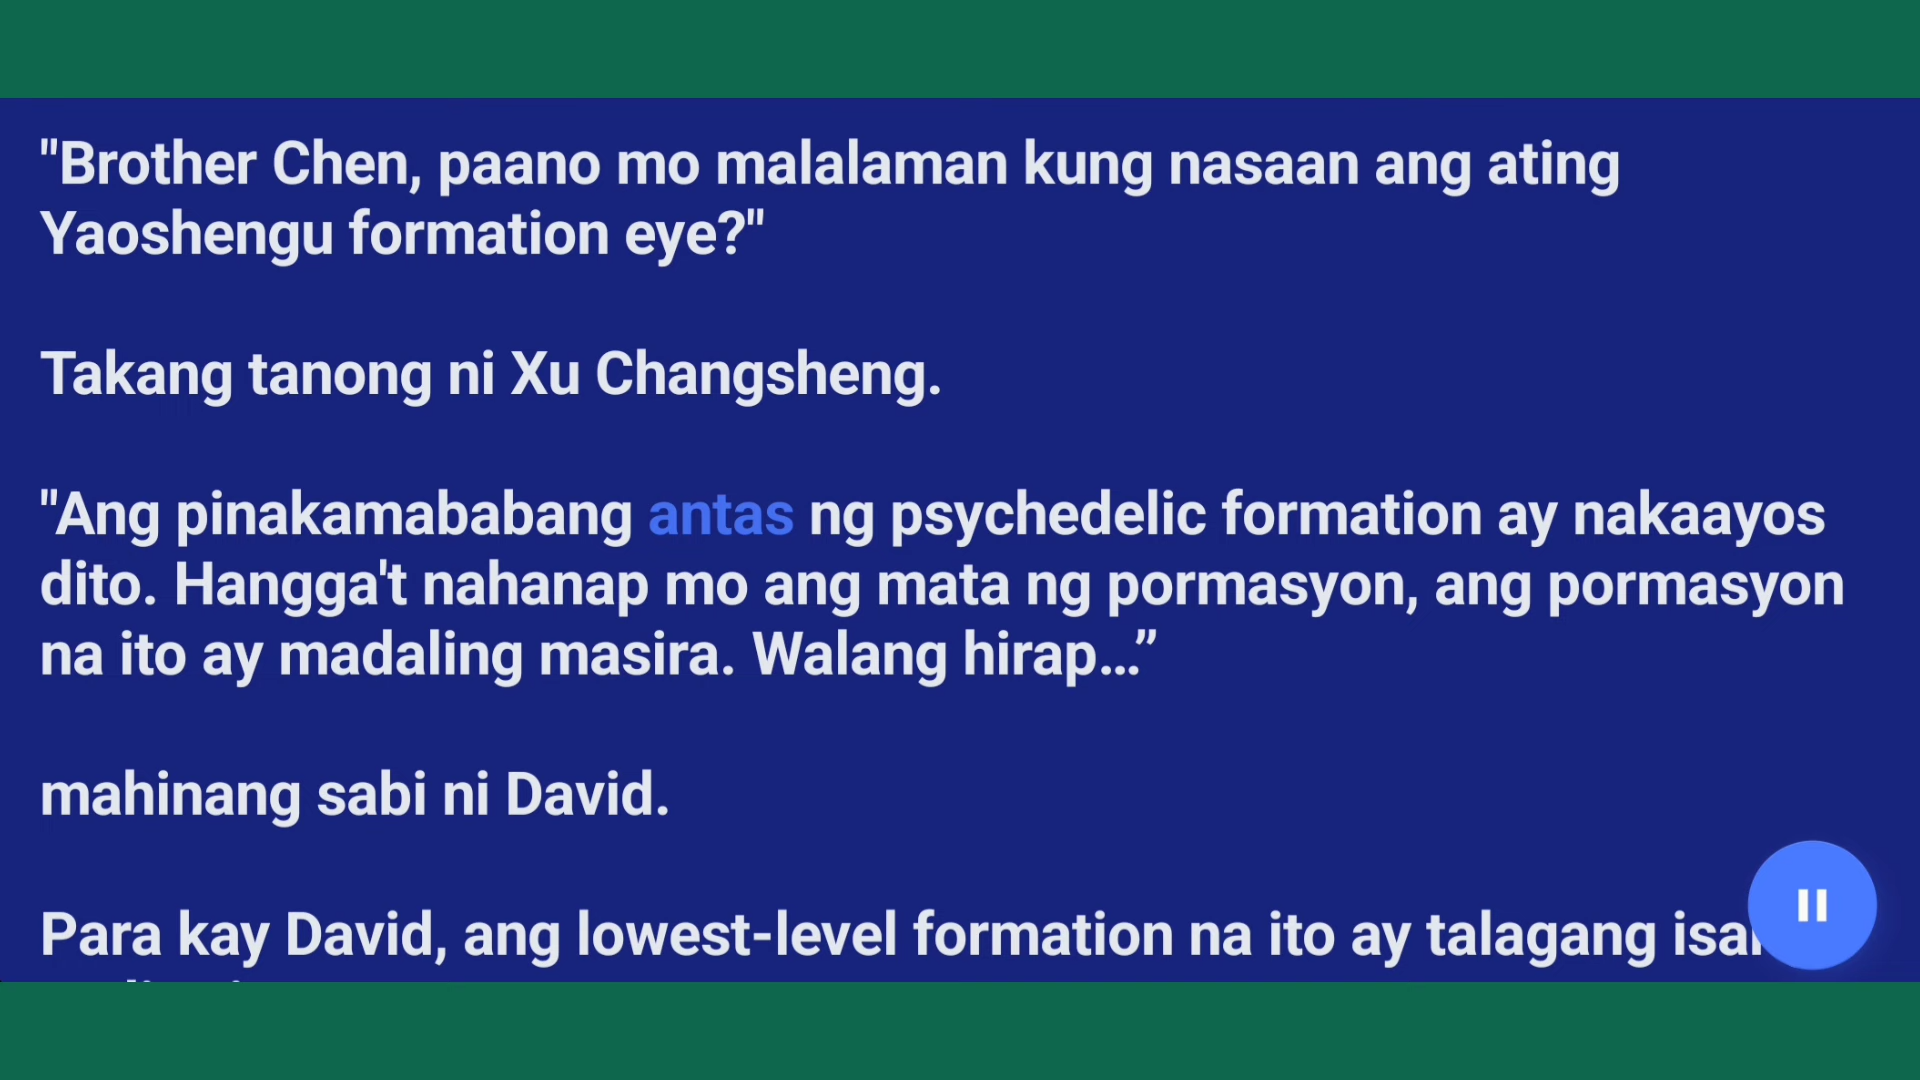 "Brother Chen, paano mo malalaman kung nasaan ang ating
Yaoshengu formation eye?"
Takang tanong ni Xu Changsheng.
"Ang pinakamababang antas ng psychedelic formation ay nakaayos
dito. Hangga't nahanap mo ang mata ng pormasyon, ang pormasyon
na ito ay madaling masira. Walang hirap...”
mahinang sabi ni David.
Para kay David, ang lowest-level formation na ito ay talagang